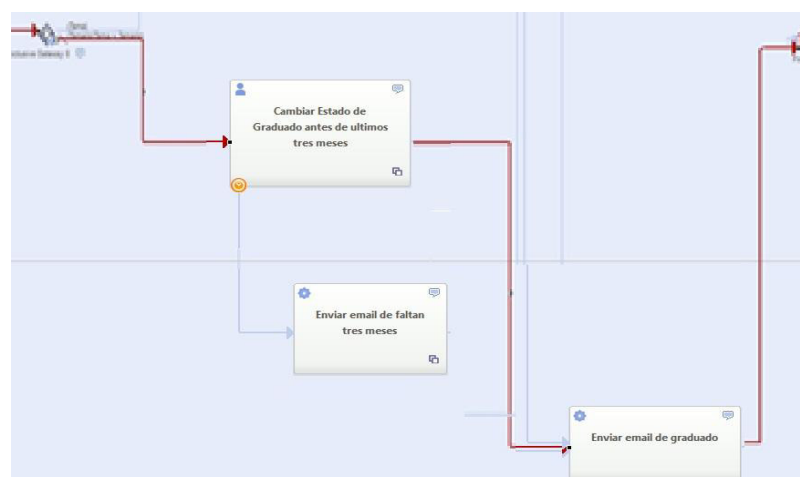 Cambiar Estado de
Graduado antes de ultimos
tres meses
Enviar email de faltan
tres meses
Enviar email de graduado